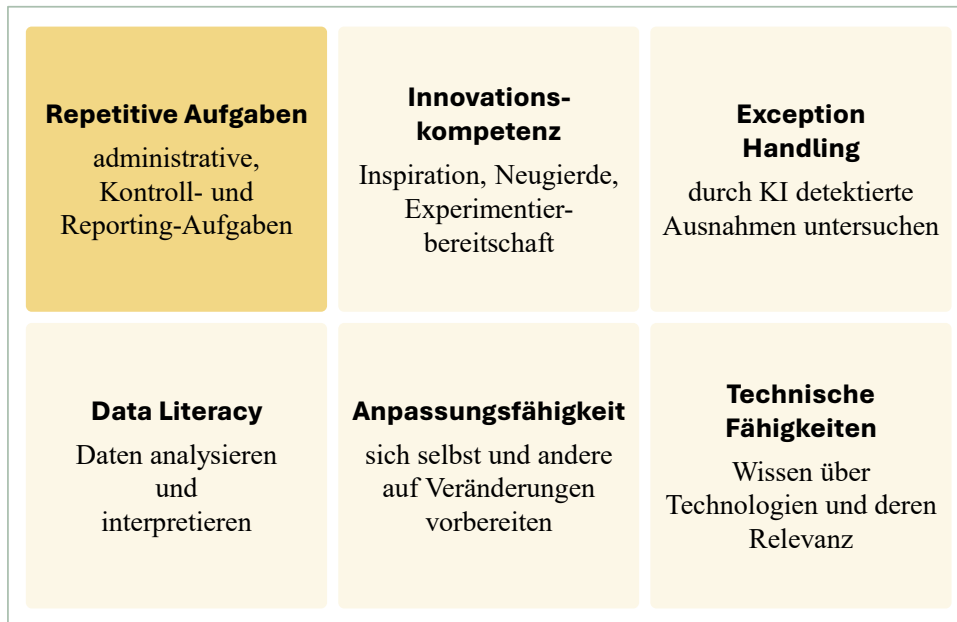 Repetitive Aufgaben
administrative,
Kontroll- und
Reporting-Aufgaben
Innovations-
kompetenz
Inspiration, Neugierde,
Experimentier-
bereitschaft
Exception
Handling
durch KI detektierte
Ausnahmen untersuchen
Data Literacy
Daten analysieren
und
interpretieren
Anpassungsfähigkeit
sich selbst und andere
auf Veränderungen
vorbereiten
Technische
Fähigkeiten
Wissen über
Technologien und deren
Relevanz